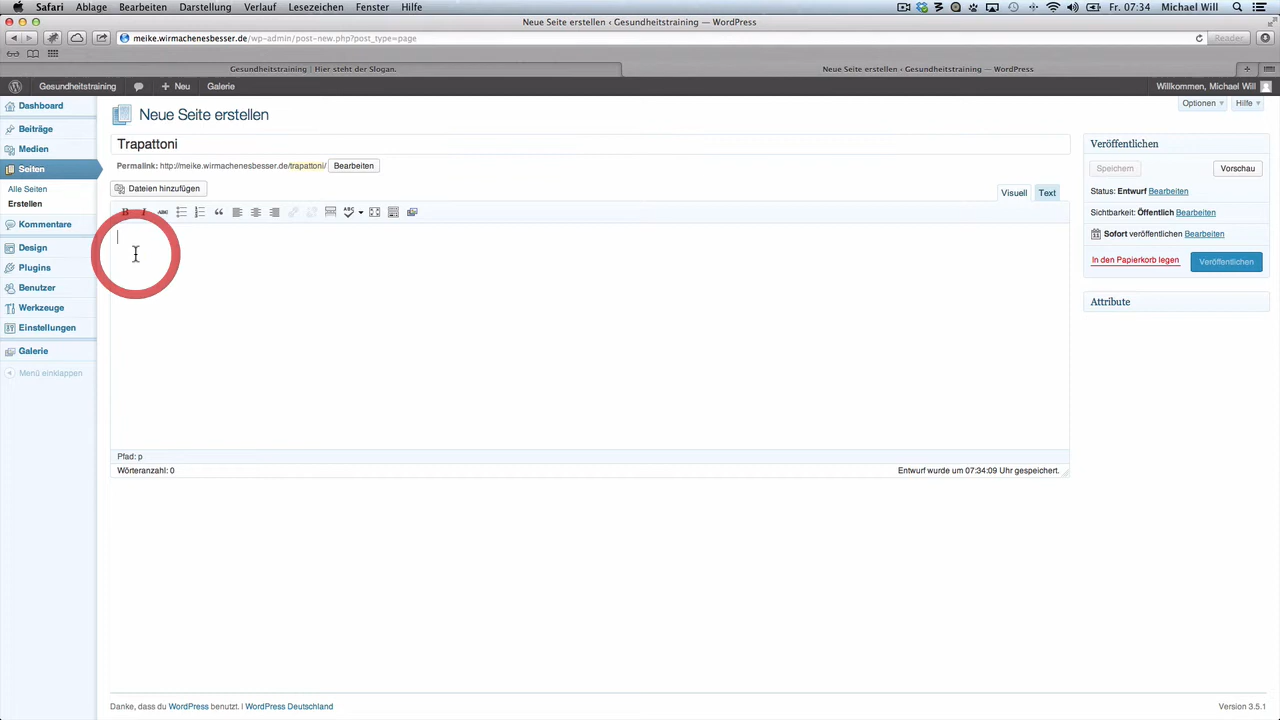 Safari Ablage Bearbeiten Darstellung Verlauf Lesezeichen Fenster Hilfe Fr. 07:34 Michael Will
Neue Seite erstellen ‹ Gesundheitstraining — WordPress
meike.wirmachenesbesser.de/wp-admin/post-new.php?post_type=page Reader
Gesundheitstraining | Hier steht der Slogan. Neue Seite erstellen ‹ Gesundheitstraining — WordPress
Gesundheitstraining + Neu Galerie Willkommen, Michael Will
Optionen Hilfe
Dashboard
Beiträge
Medien
Seiten
Alle Seiten
Erstellen
Kommentare
Design
Plugins
Benutzer
Werkzeuge
Einstellungen
Galerie
Menü einklappen
Neue Seite erstellen
Trapattoni
Permalink: http://meike.wirmachenesbesser.de/trapattoni/ Bearbeiten
Dateien hinzufügen
Visuell Text
B I ABC ABC
Pfad: p
Wörteranzahl: 0 Entwurf wurde um 07:34:09 Uhr gespeichert.
Veröffentlichen
Speichern Vorschau
Status: Entwurf Bearbeiten
Sichtbarkeit: Öffentlich Bearbeiten
Sofort veröffentlichen Bearbeiten
In den Papierkorb legen Veröffentlichen
Attribute
Danke, dass du WordPress benutzt. | WordPress Deutschland Version 3.5.1